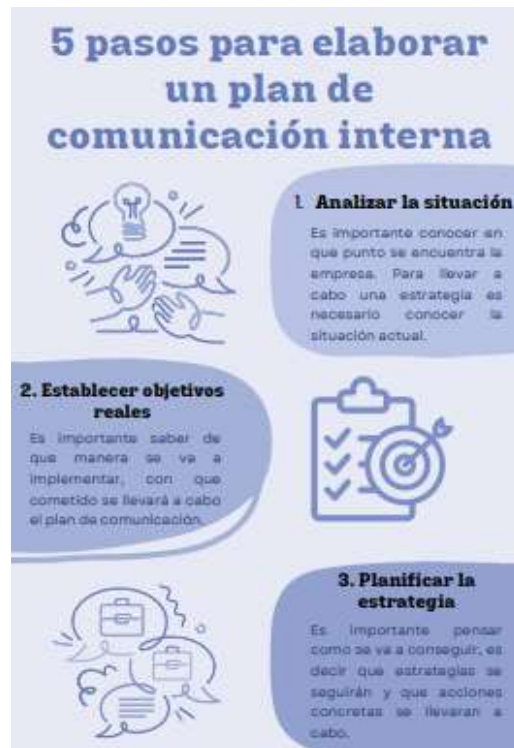 5 pasos para elaborar
un plan de
comunicación interna
1. Analizar la situación
Es importante conocer en
que punto se encuentra la
empresa. Para llevar a
cabo una estrategia es
necesario conocer la
situación actual.
2. Establecer objetivos
reales
Es importante saber de
que manera se va a
implementar, con que
cometido se llevará a cabo
el plan de comunicación.
3. Planificar la
estrategia
Es importante pensar
como se va a conseguir, es
decir que estrategias se
seguirán y que acciones
concretas se llevaran a
cabo.